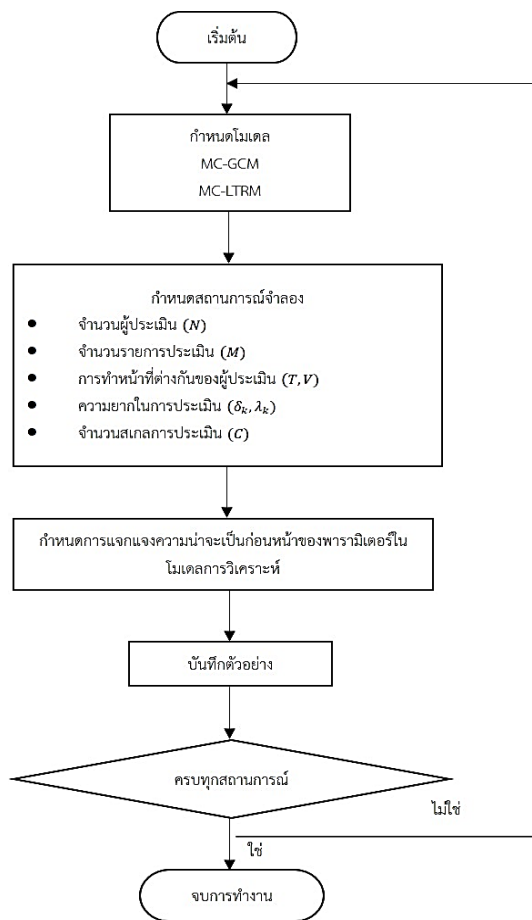 เริ่มต้น
กำหนดโมเดล
MC-GCM
MC-LTRM
กำหนดสถานการณ์จำลอง
● จำนวนผู้ประเมิน (N)
● จำนวนรายการประเมิน (M)
● การทำหน้าที่ต่างกันของผู้ประเมิน (T, V)
● ความยากในการประเมิน (δₖ, λₖ)
● จำนวนสเกลการประเมิน (C)
กำหนดการแจกแจงความน่าจะเป็นก่อนหน้าของพารามิเตอร์ใน
โมเดลการวิเคราะห์
บันทึกตัวอย่าง
ครบทุกสถานการณ์
ไม่ใช่
ใช่
จบการทำงาน